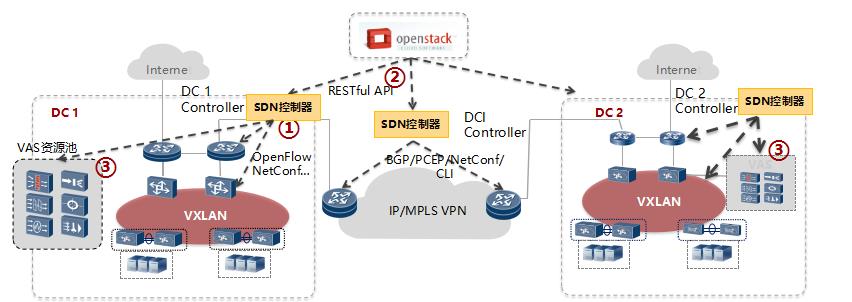 openstack
CLOUD SOFTWARE
Interne
Interne
②
RESTful API
DC 1
Controller
DC 1
SDN控制器
DC 2
DC 2
Controller
SDN控制器
SDN控制器
DCI
Controller
①
VAS资源池
③
OpenFlow
NetConf...
BGP/PCEP/NetConf/
CLI
③
VAS
VXLAN
IP/MPLS VPN
VXLAN